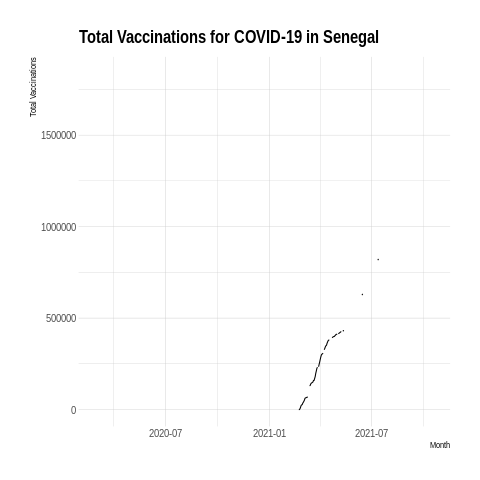 Total Vaccinations for COVID-19 in Senegal
Total Vaccinations
1500000
1000000
500000
0
2020-07
2021-01
2021-07
Month